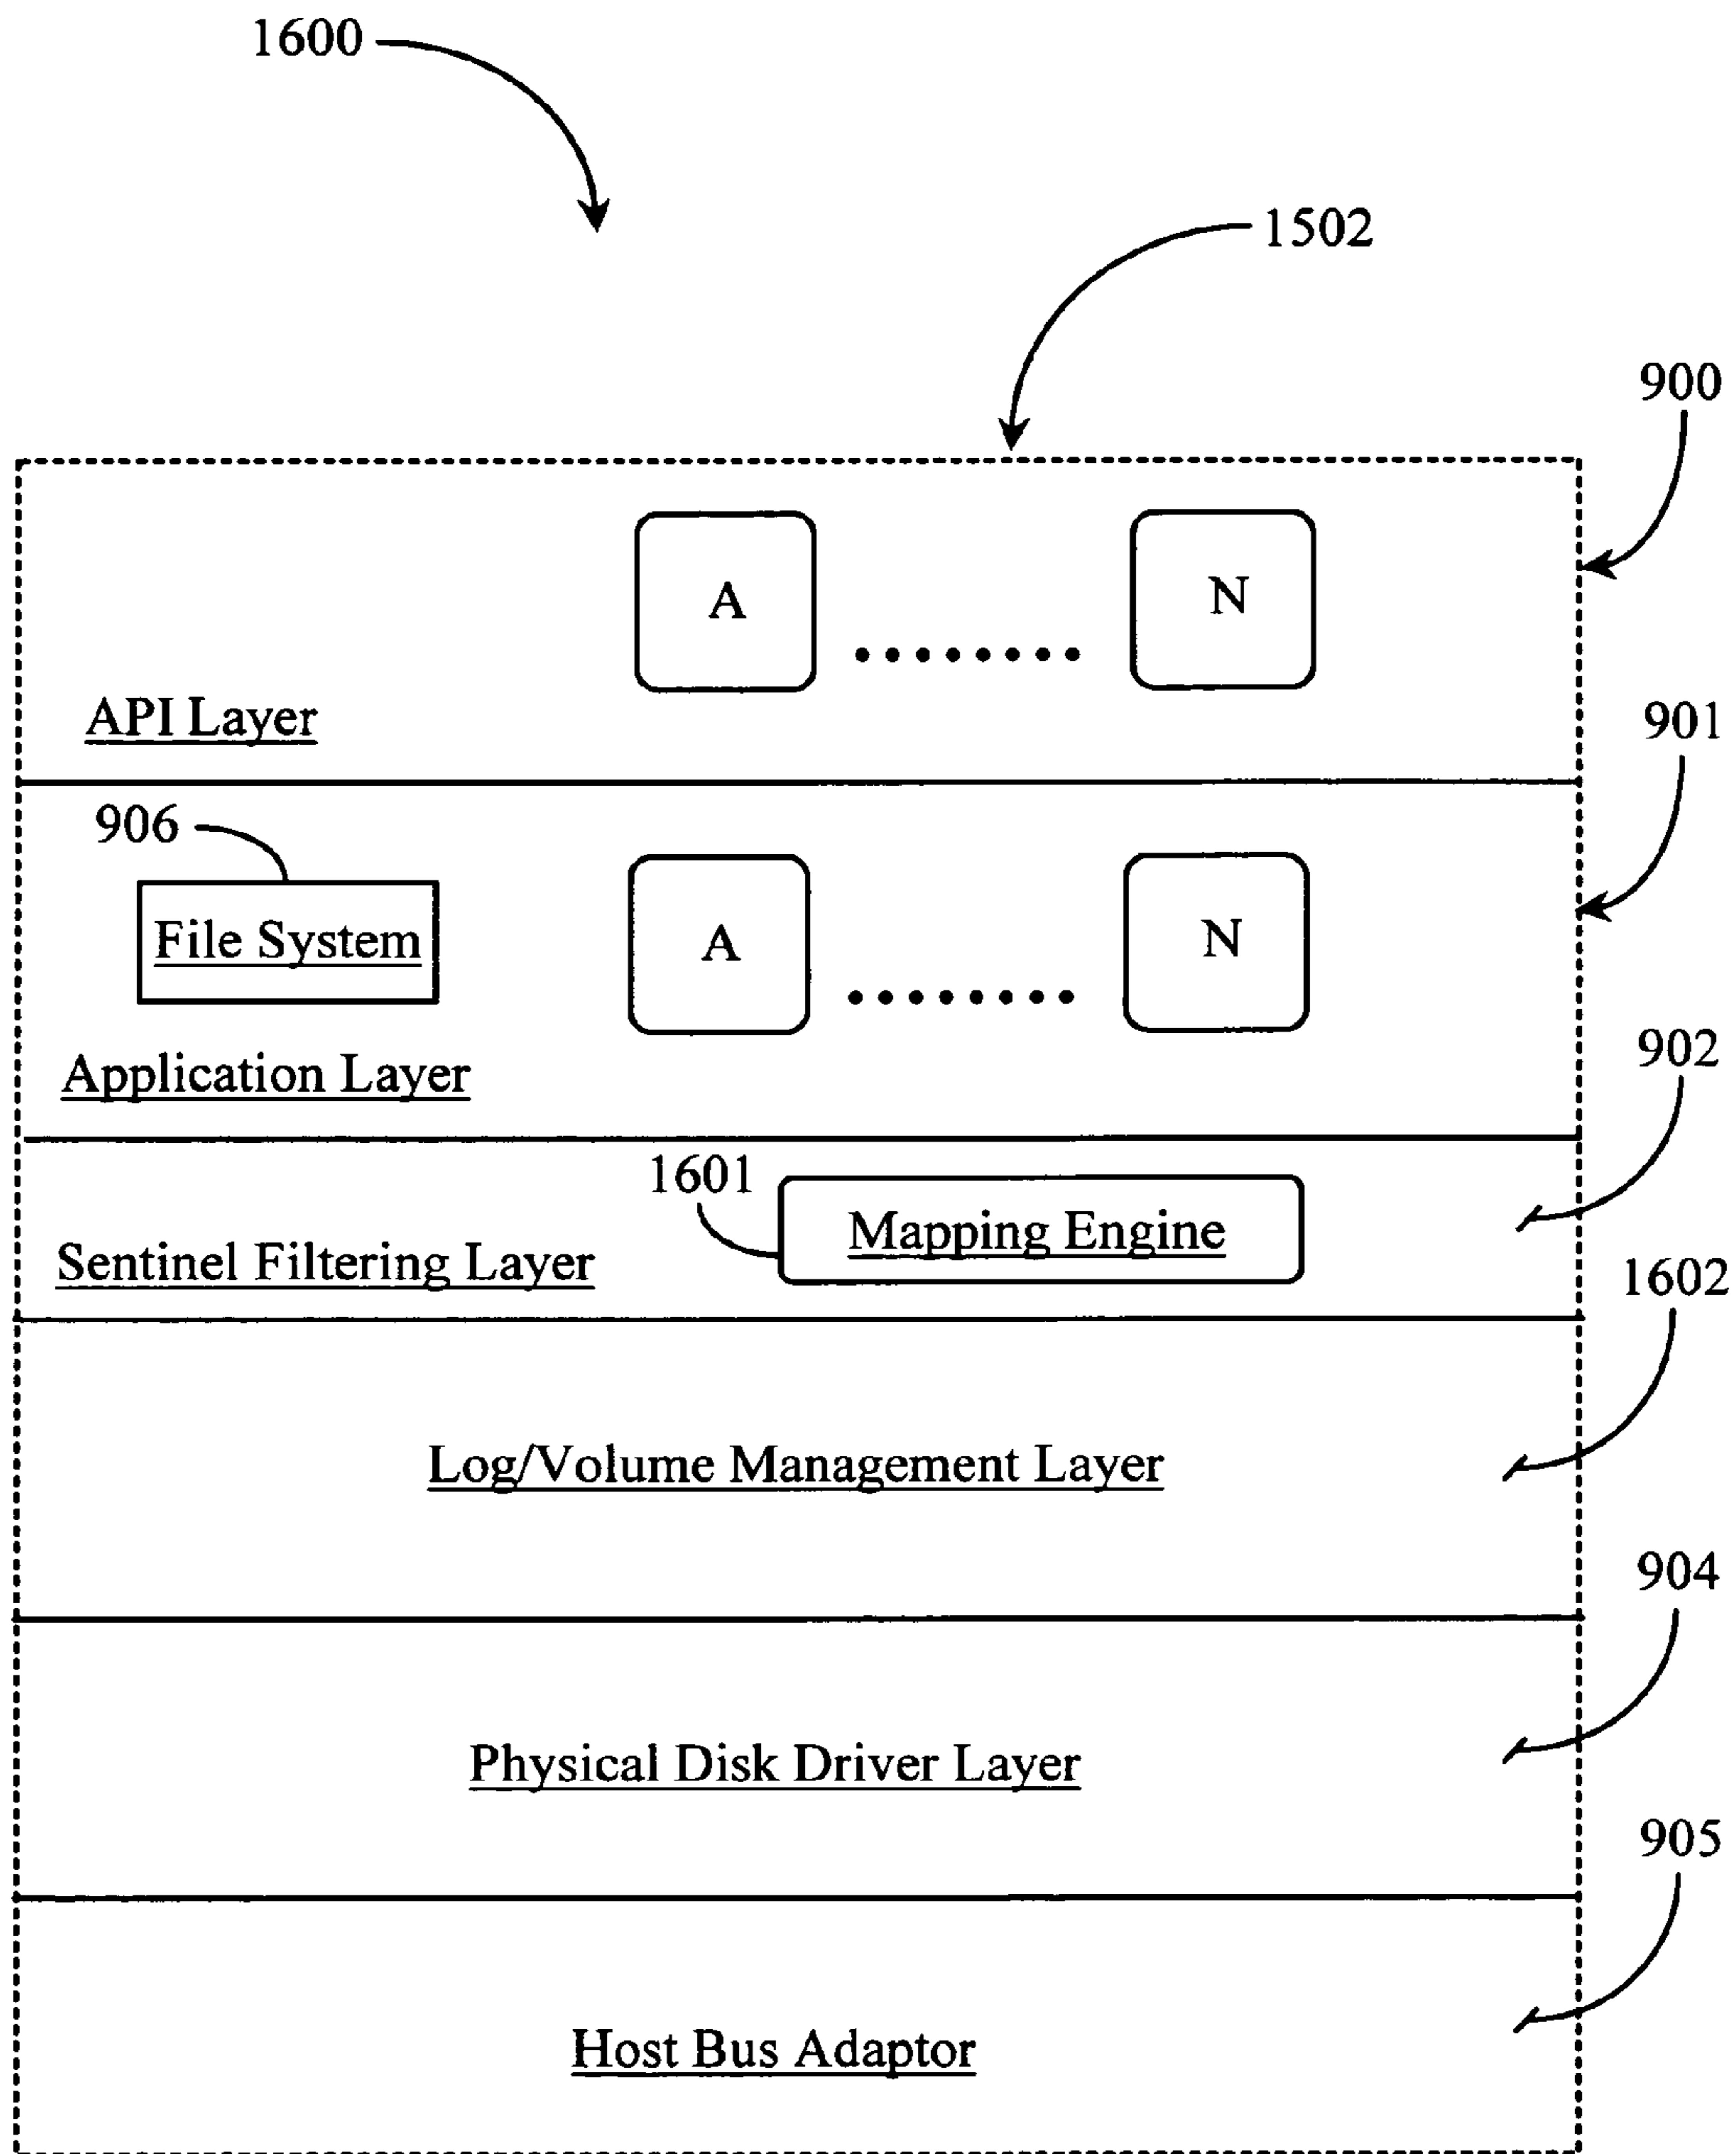 1600
1502
900
A
N
API Layer
901
906
File System
A
N
Application Layer
902
1601
Mapping Engine
Sentinel Filtering Layer
1602
Log/Volume Management Layer
904
Physical Disk Driver Layer
905
Host Bus Adaptor